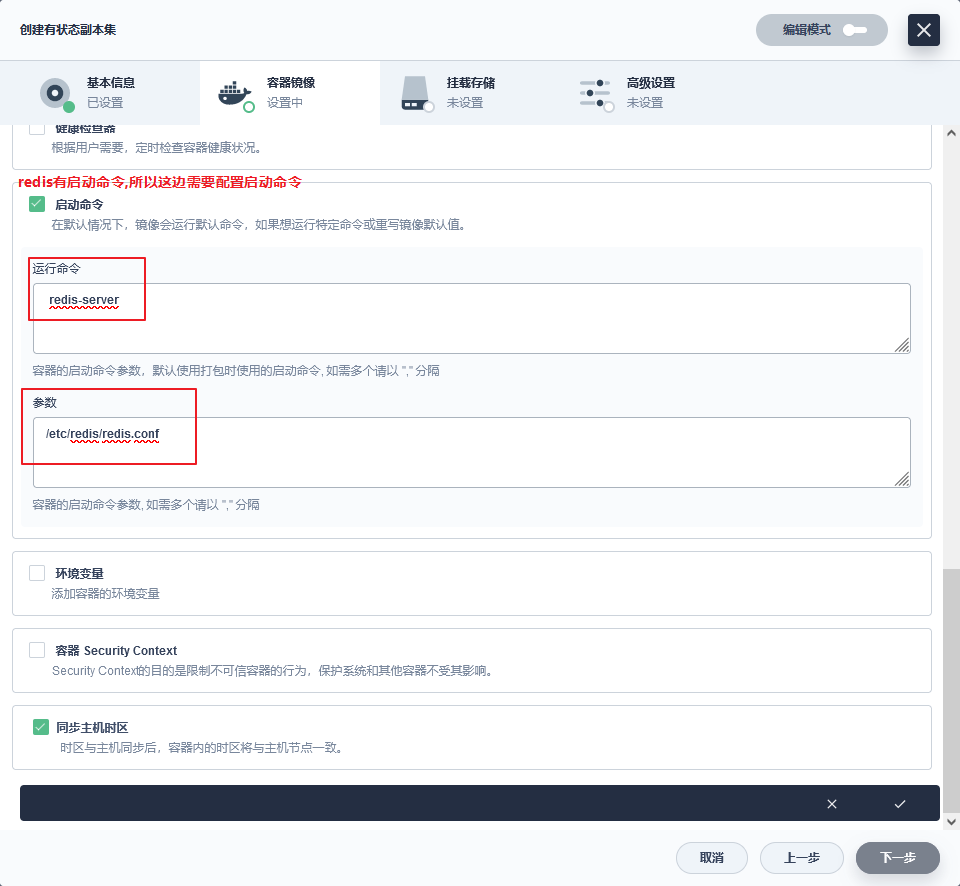 创建有状态副本集
编辑模式
基本信息
已设置
容器镜像
设置中
挂载存储
未设置
高级设置
未设置
健康检查器
根据用户需要，定时检查容器健康状况。
redis有启动命令,所以这边需要配置启动命令
启动命令
在默认情况下，镜像会运行默认命令，如果想运行特定命令或重写镜像默认值。
运行命令
redis-server
容器的启动命令参数，默认使用打包时使用的启动命令, 如需多个请以 "," 分隔
参数
/etc/redis/redis.conf
容器的启动命令参数, 如需多个请以 "," 分隔
环境变量
添加容器的环境变量
容器 Security Context
Security Context的目的是限制不可信容器的行为，保护系统和其他容器不受其影响。
同步主机时区
时区与主机同步后，容器内的时区将与主机节点一致。
取消
上一步
下一步